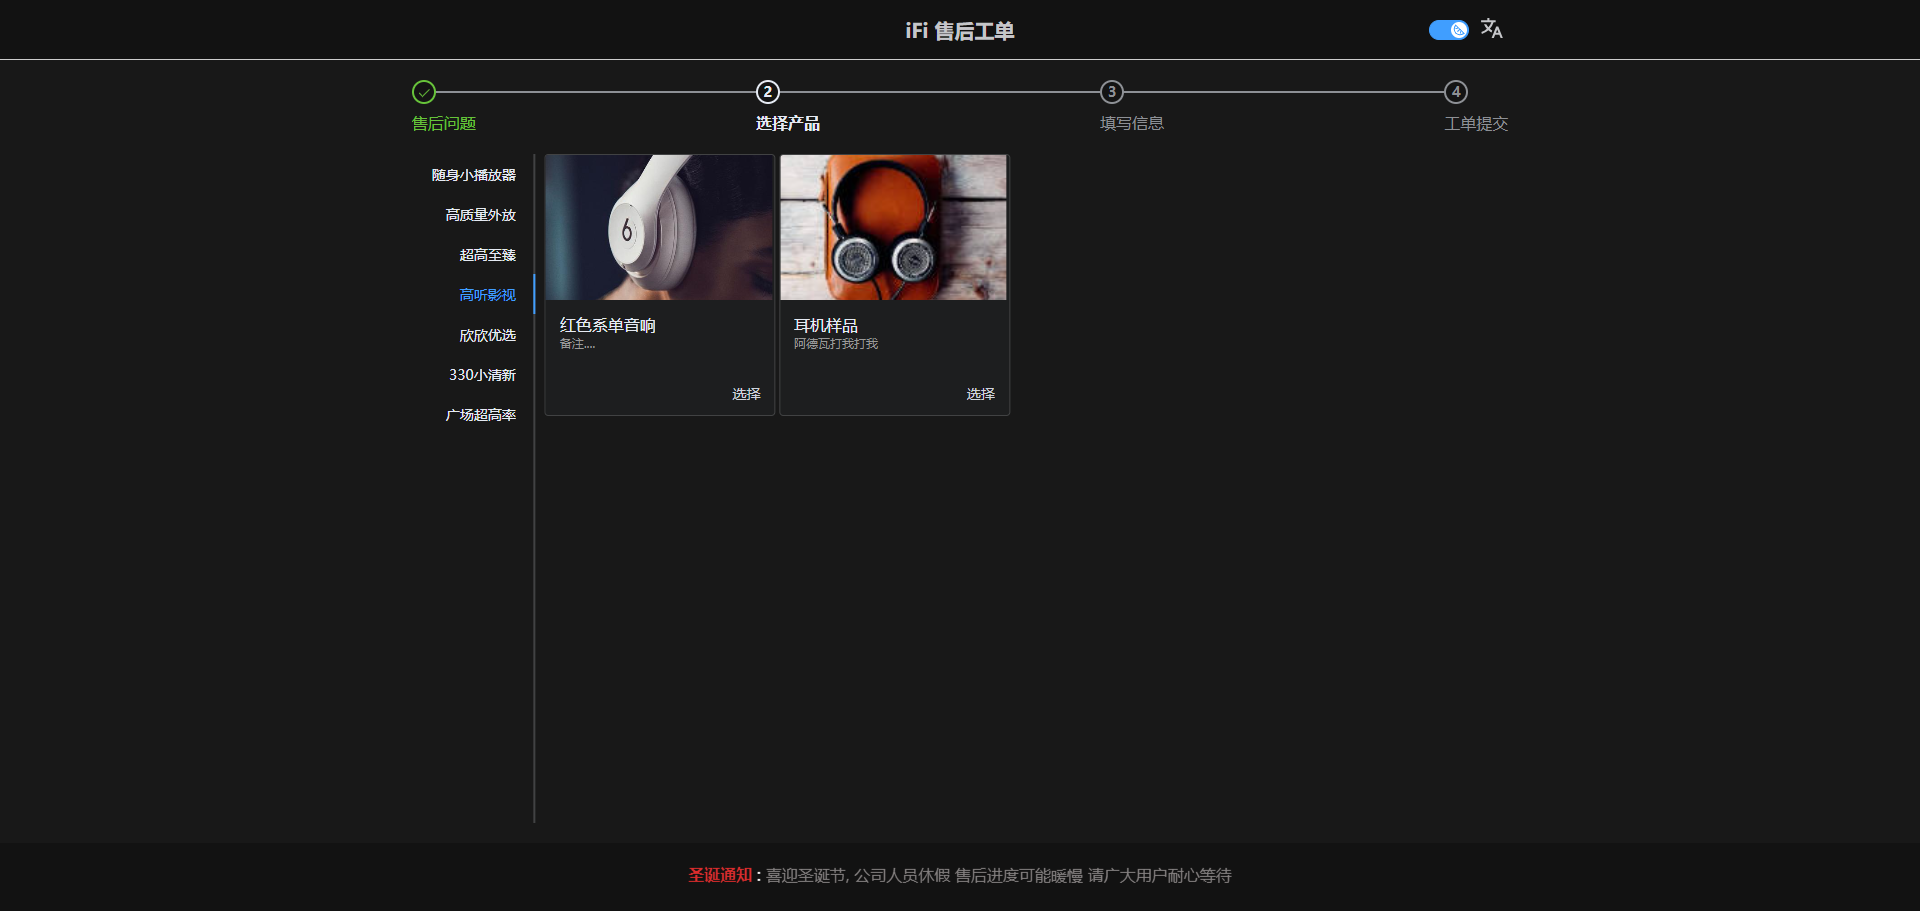 iFi 售后工单
售后问题
2
选择产品
3
填写信息
4
工单提交
随身小播放器
高质量外放
超高至臻
高听影视
欣欣优选
330小清新
广场超高率
红色系单音响
备注....
选择
耳机样品
阿德瓦打我打我
选择
圣诞通知 : 喜迎圣诞节, 公司人员休假 售后进度可能暖慢 请广大用户耐心等待